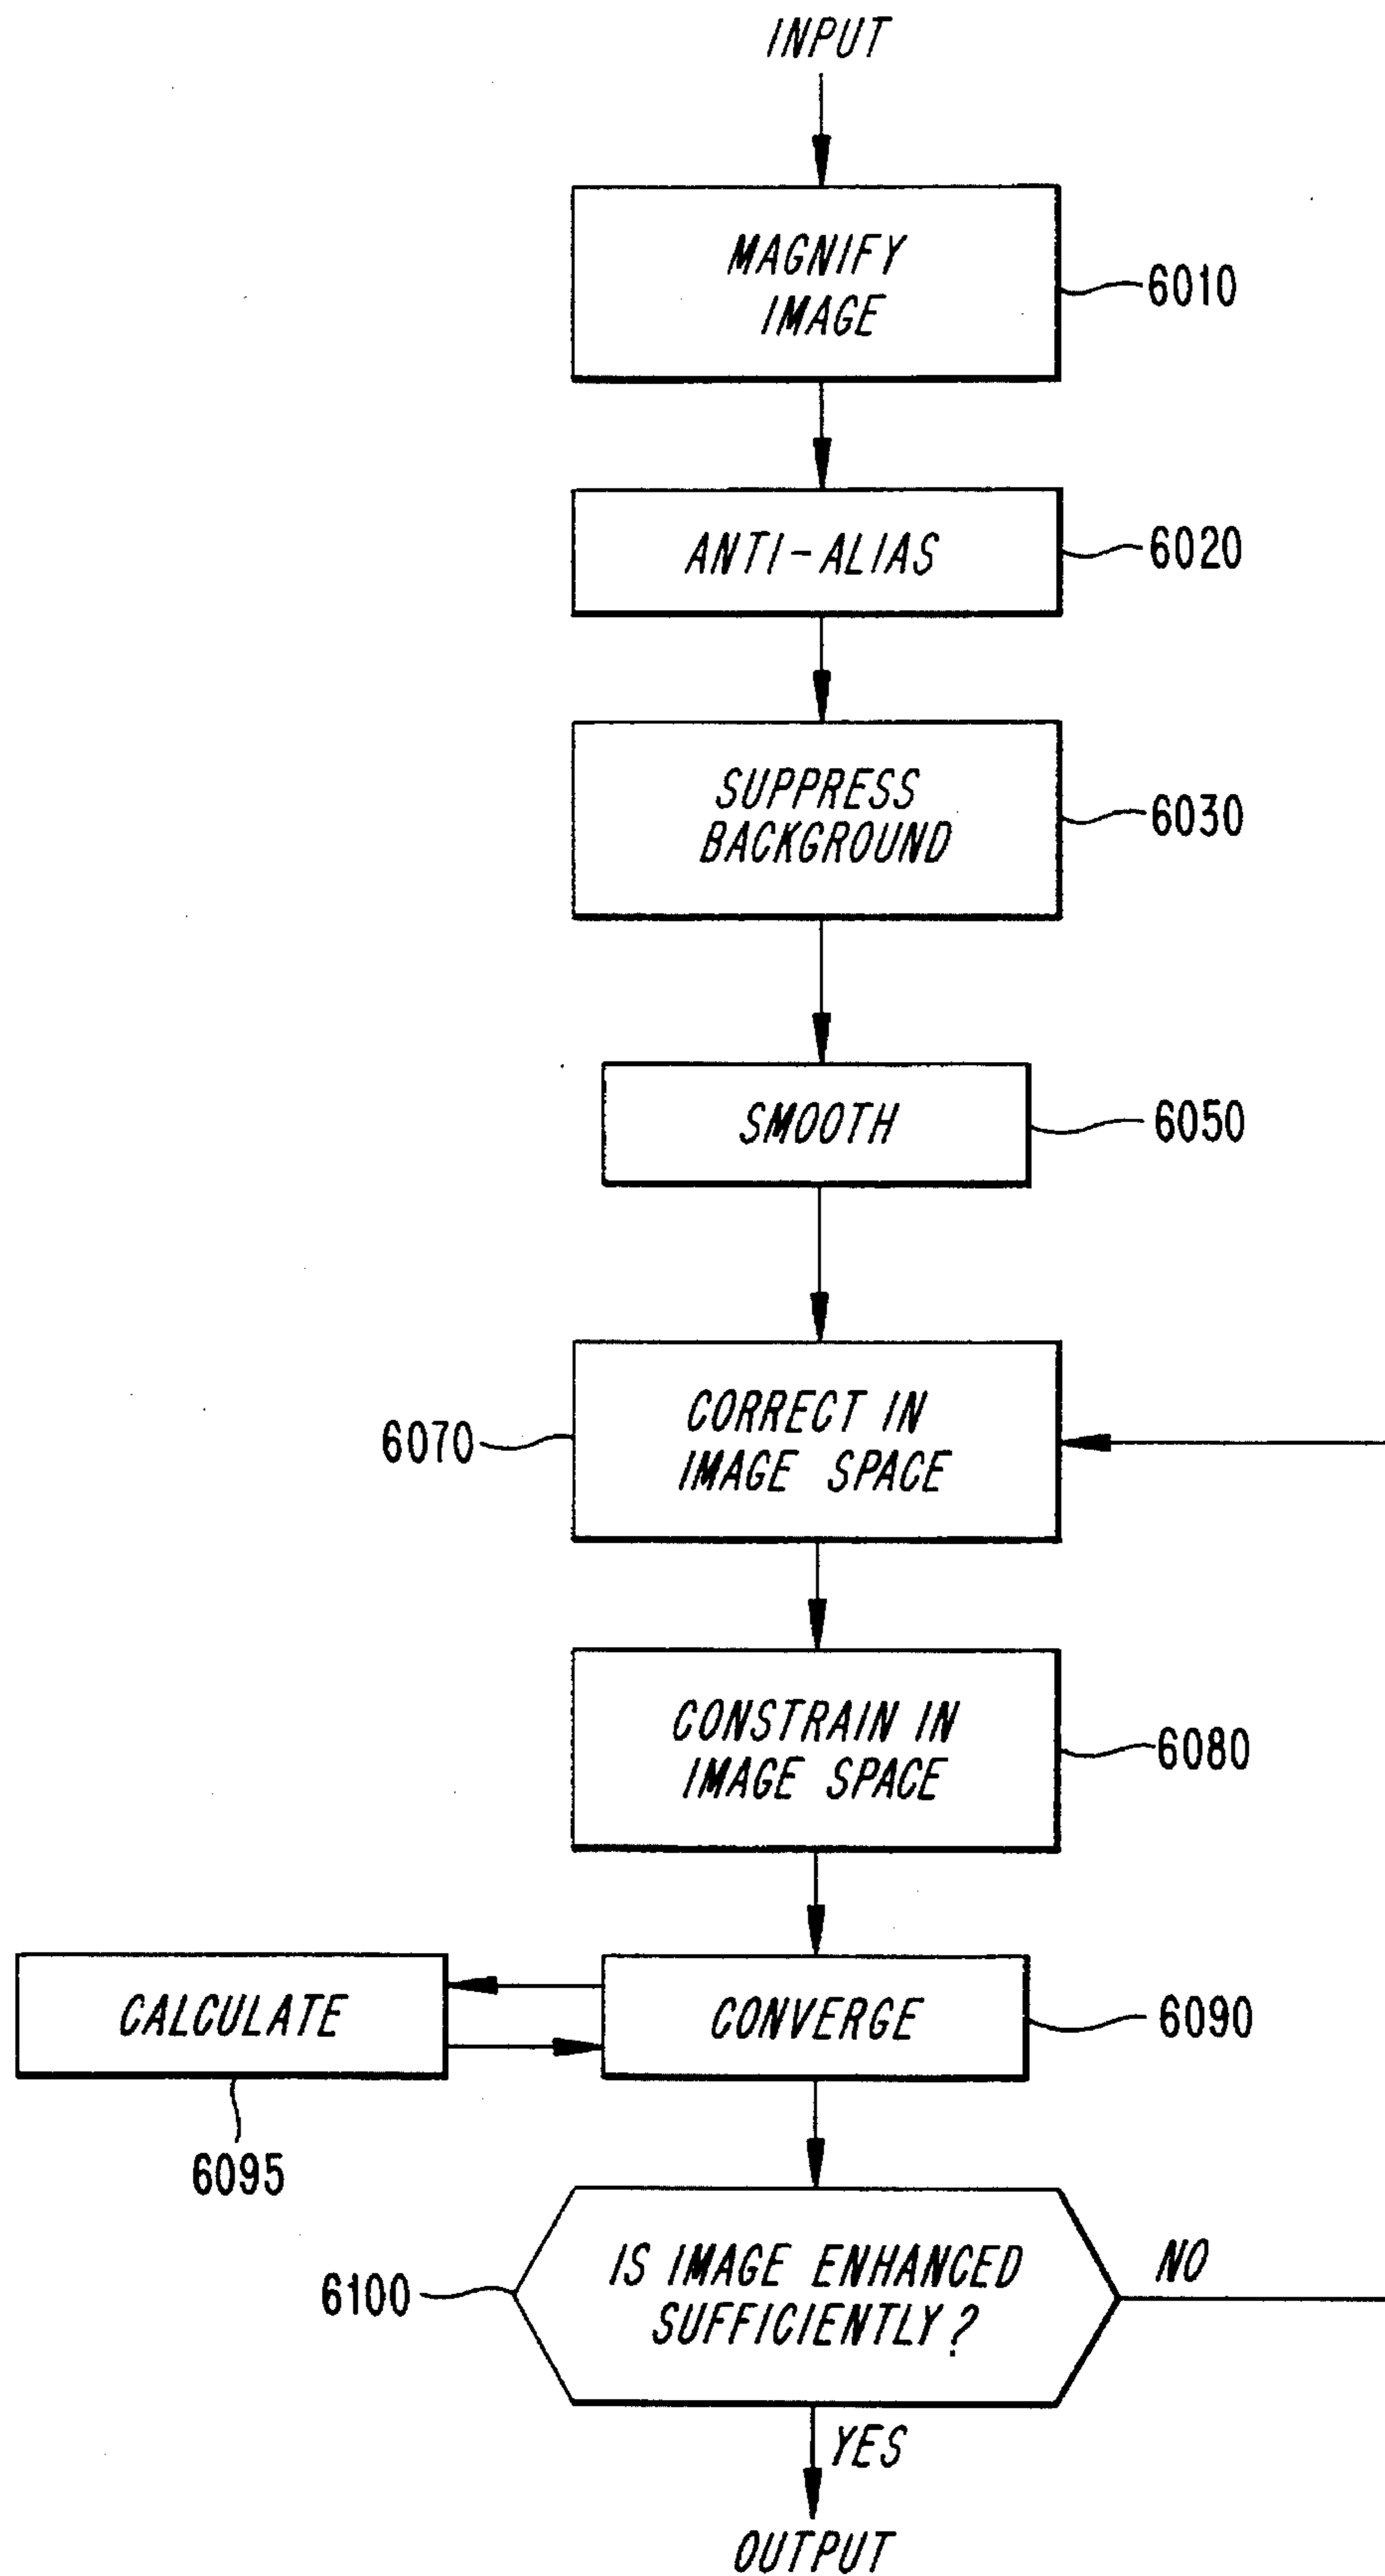 INPUT
MAGNIFY
IMAGE
6010
ANTI-ALIAS
6020
SUPPRESS
BACKGROUND
6030
SMOOTH
6050
CORRECT IN
IMAGE SPACE
6070
CONSTRAIN IN
IMAGE SPACE
6080
CALCULATE
6095
CONVERGE
6090
IS IMAGE ENHANCED
SUFFICIENTLY?
6100
NO
YES
OUTPUT